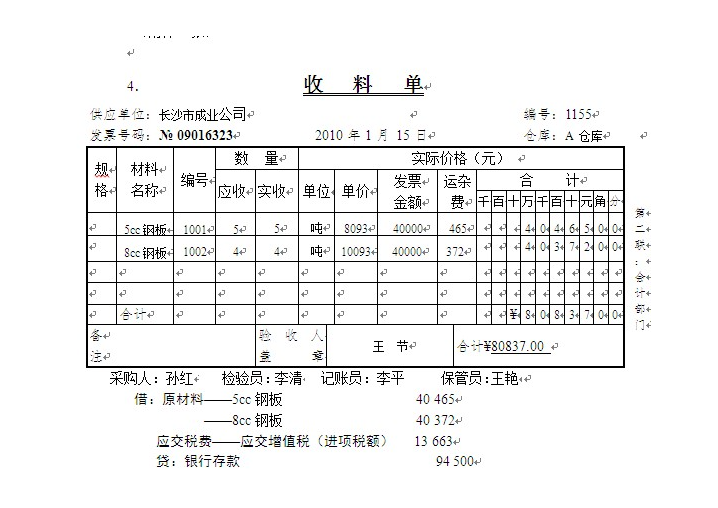 4.
收 料 单
供应单位：长沙市成业公司 编号：1155
发票号码：№ 09016323 2010 年 1 月 15 日 仓库：A 仓库
规格 材料名称 编号 数 量 实际价格（元）
应收 实收 单位 单价 发票金额 运杂费 合 计
千 百 十 万 千 百 十 元 角 分
5cc 钢板 1001 5 5 吨 8093 40000 465 4 0 4 6 5 0 0
8cc 钢板 1002 4 4 吨 10093 40000 372 4 0 3 7 2 0 0
合计 ¥ 8 0 8 3 7 0 0
备注 验收人盖章 王 节 合计¥80837.00
第二联：会计部门
采购人：孙红 检验员：李清 记账员：李平 保管员：王艳
借：原材料——5cc 钢板 40 465
——8cc 钢板 40 372
应交税费——应交增值税（进项税额） 13 663
贷：银行存款 94 500